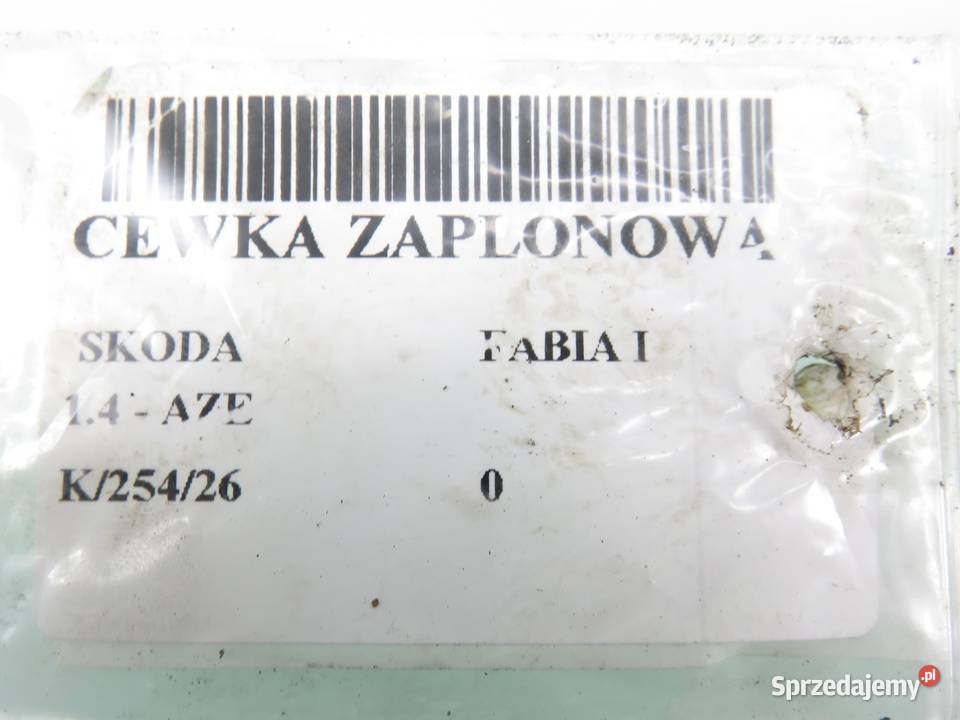 CEWKA ZAPLONOWA
SKODA FABIA I
1.4 - AZE
K/254/26 0
Sprzedajemy.pl